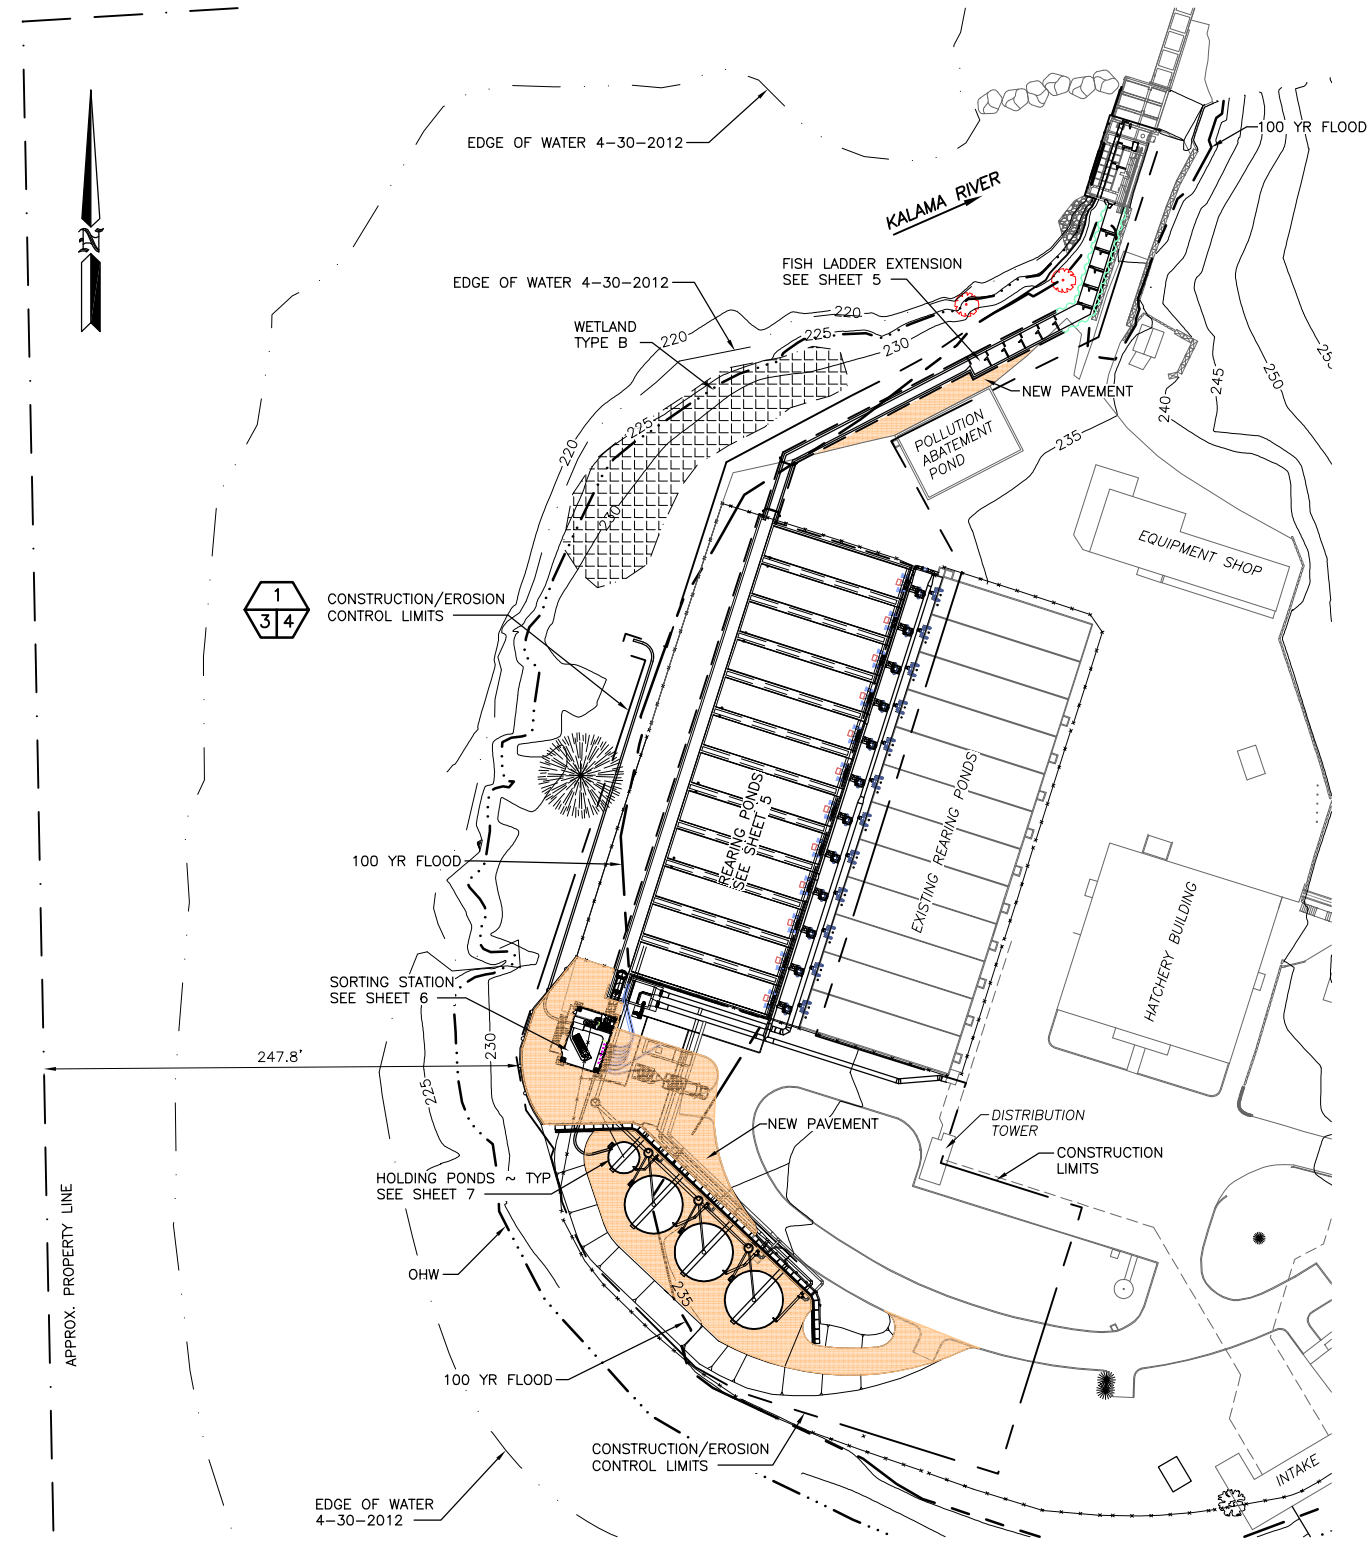 EDGE OF WATER 4-30-2012
100 YR FLOOD
KALAMA RIVER
N
EDGE OF WATER 4-30-2012
FISH LADDER EXTENSION
SEE SHEET 5
WETLAND
TYPE B
220
220
225
230
NEW PAVEMENT
POLLUTION
ABATEMENT
POND
235
240
245
250
220
225
230
EQUIPMENT SHOP
1
3 4
CONSTRUCTION/EROSION
CONTROL LIMITS
REARING PONDS
SEE SHEET 5
EXISTING REARING PONDS
100 YR FLOOD
HATCHERY BUILDING
SORTING STATION
SEE SHEET 6
247.8'
225
230
NEW PAVEMENT
DISTRIBUTION
TOWER
CONSTRUCTION
LIMITS
HOLDING PONDS ~ TYP
SEE SHEET 7
APPROX. PROPERTY LINE
OHW
235
100 YR FLOOD
CONSTRUCTION/EROSION
CONTROL LIMITS
INTAKE
EDGE OF WATER
4-30-2012